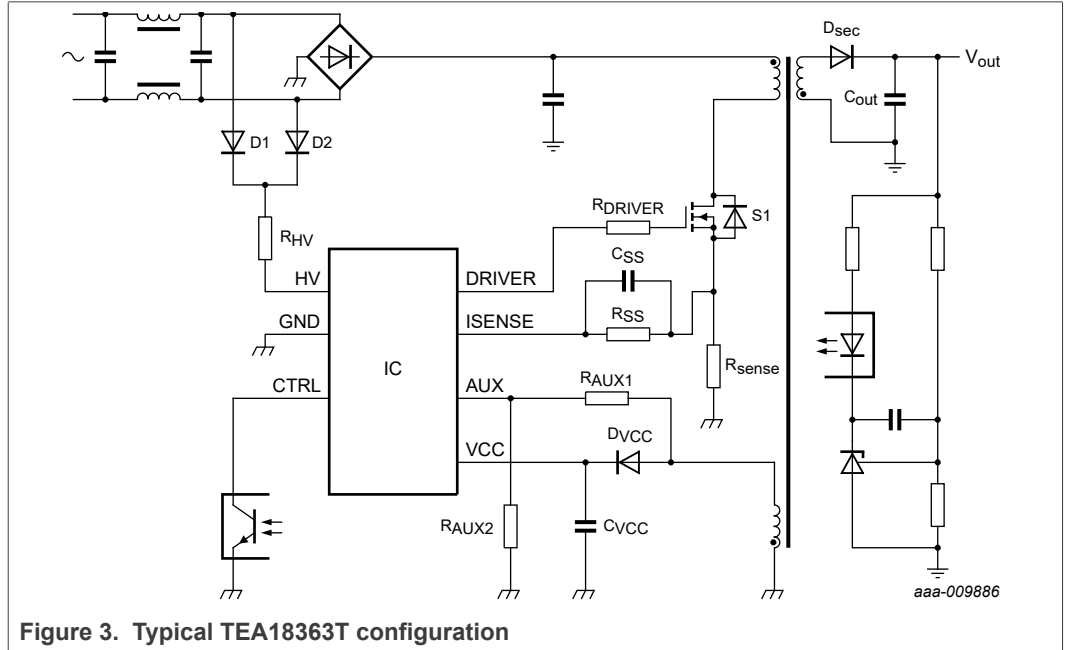 Dsec
Vout
Cout
D1
D2
RDRIVER
S1
RHV
CSS
HV
DRIVER
RSS
GND
ISENSE
IC
Rsense
CTRL
AUX
RAUX1
DVCC
VCC
RAUX2
CVCC
aaa-009886
Figure 3. Typical TEA18363T configuration